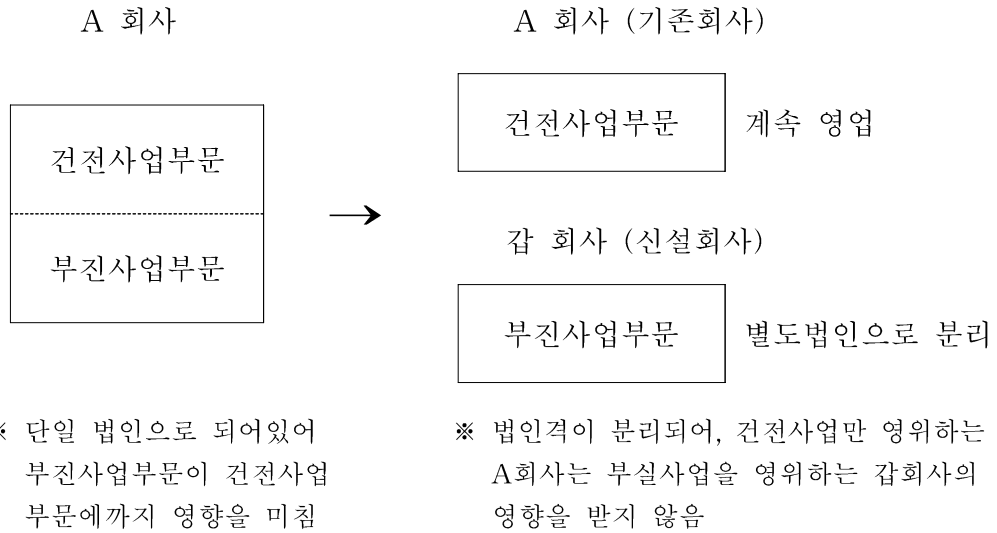 A 회사
건전사업부문
부진사업부문
※ 단일 법인으로 되어있어
부진사업부문이 건전사업
부문에까지 영향을 미침
→
A 회사 (기존회사)
건전사업부문 계속 영업
갑 회사 (신설회사)
부진사업부문 별도법인으로 분리
※ 법인격이 분리되어, 건전사업만 영위하는
A회사는 부실사업을 영위하는 갑회사의
영향을 받지 않음